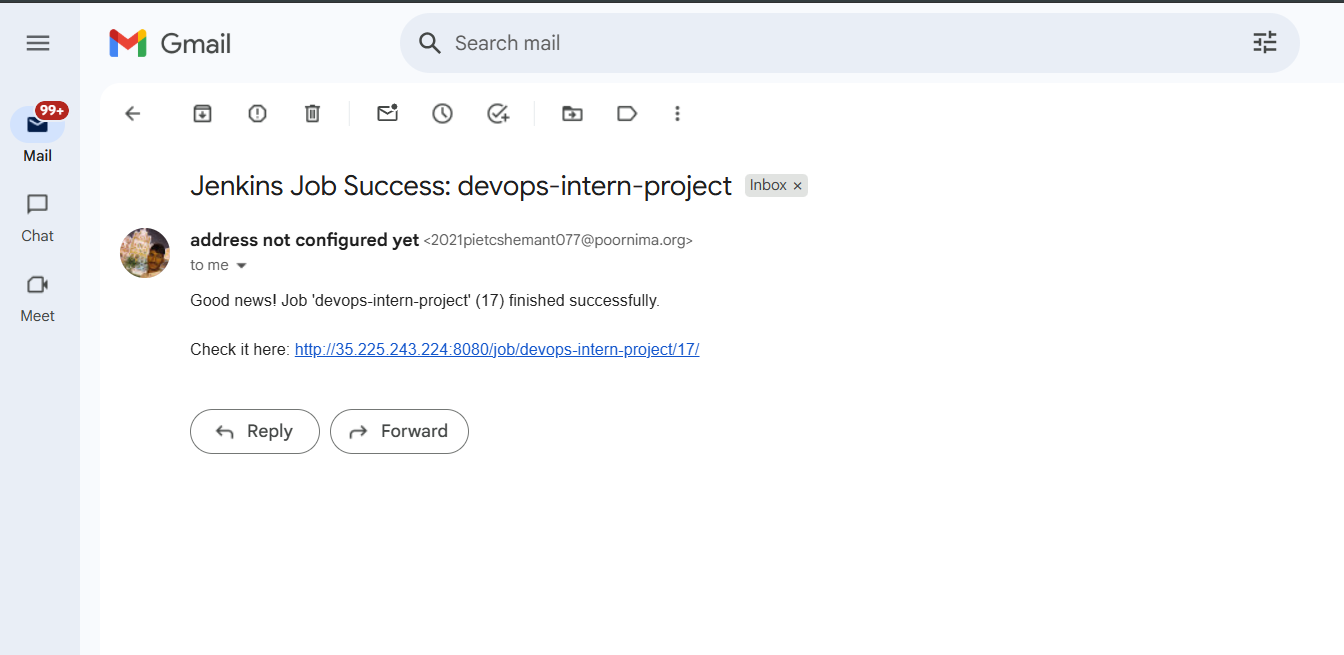 Gmail
Search mail
99+
Mail
Chat
Meet
Jenkins Job Success: devops-intern-project Inbox ×
address not configured yet <2021pietcshemant077@poornima.org>
to me
Good news! Job 'devops-intern-project' (17) finished successfully.
Check it here: http://35.225.243.224:8080/job/devops-intern-project/17/
Reply
Forward